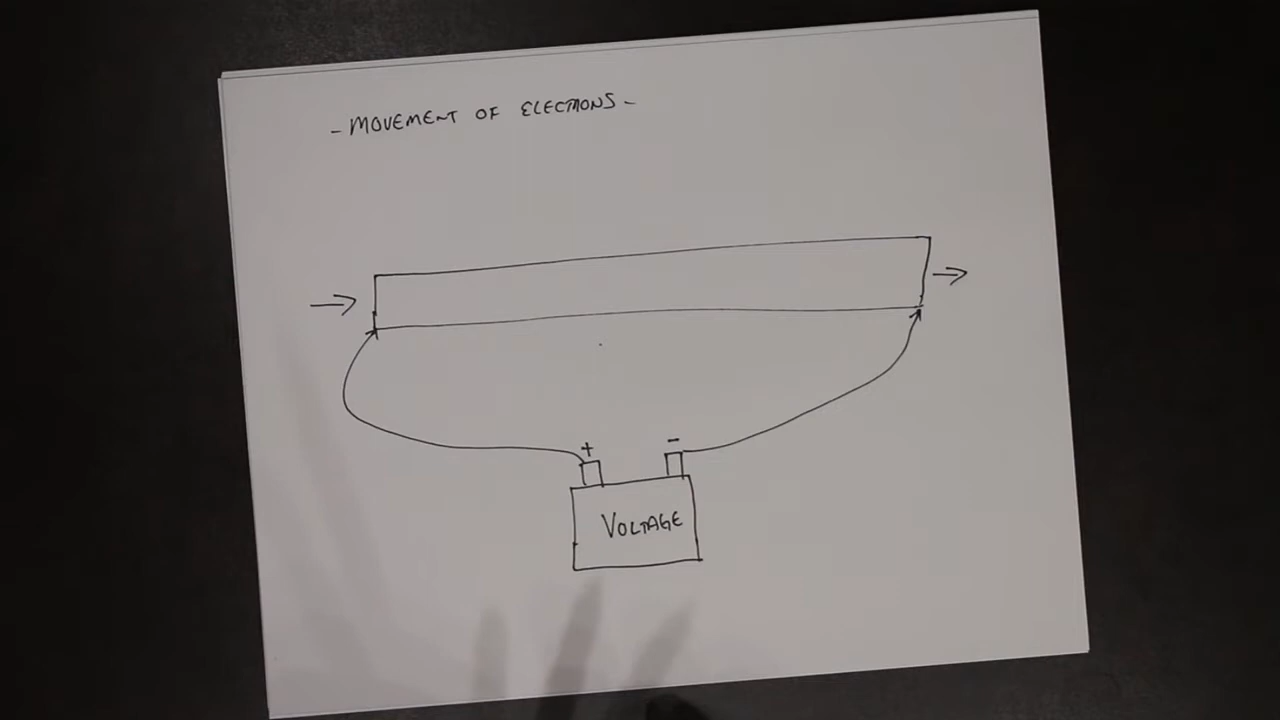 - MOVEMENT OF ELECTRONS -
+ -
VOLTAGE